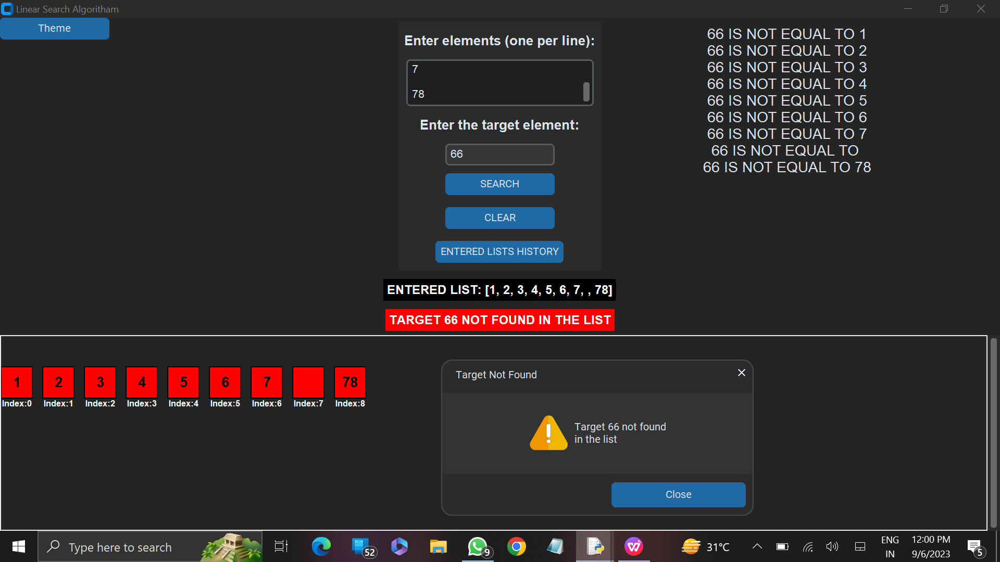 Linear Search Algoritham
Theme
Enter elements (one per line):
7
78
Enter the target element:
66
SEARCH
CLEAR
ENTERED LISTS HISTORY
66 IS NOT EQUAL TO 1
66 IS NOT EQUAL TO 2
66 IS NOT EQUAL TO 3
66 IS NOT EQUAL TO 4
66 IS NOT EQUAL TO 5
66 IS NOT EQUAL TO 6
66 IS NOT EQUAL TO 7
66 IS NOT EQUAL TO
66 IS NOT EQUAL TO 78
ENTERED LIST: [1, 2, 3, 4, 5, 6, 7, , 78]
TARGET 66 NOT FOUND IN THE LIST
1 2 3 4 5 6 7 78
Index:0 Index:1 Index:2 Index:3 Index:4 Index:5 Index:6 Index:7 Index:8
Target Not Found
Target 66 not found
in the list
Close
Type here to search
52
9
31°C
ENG
IN
12:00 PM
9/6/2023
5